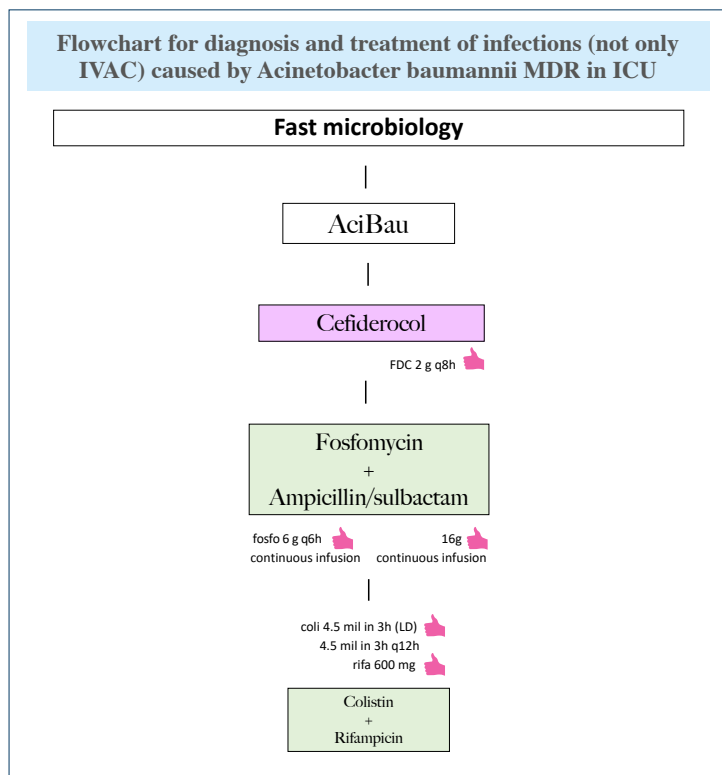 Flowchart for diagnosis and treatment of infections (not only
IVAC) caused by Acinetobacter baumannii MDR in ICU
Fast microbiology
AciBau
Cefiderocol
FDC 2 g q8h
Fosfomycin
+
Ampicillin/sulbactam
fosfo 6 g q6h
continuous infusion
16g
continuous infusion
coli 4.5 mil in 3h (LD)
4.5 mil in 3h q12h
rifa 600 mg
Colistin
+
Rifampicin